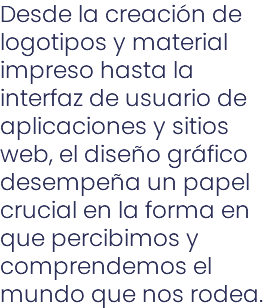 Desde la creación de
logotipos y material
impreso hasta la
interfaz de usuario de
aplicaciones y sitios
web, el diseño gráfico
desempeña un papel
crucial en la forma en
que percibimos y
comprendemos el
mundo que nos rodea.